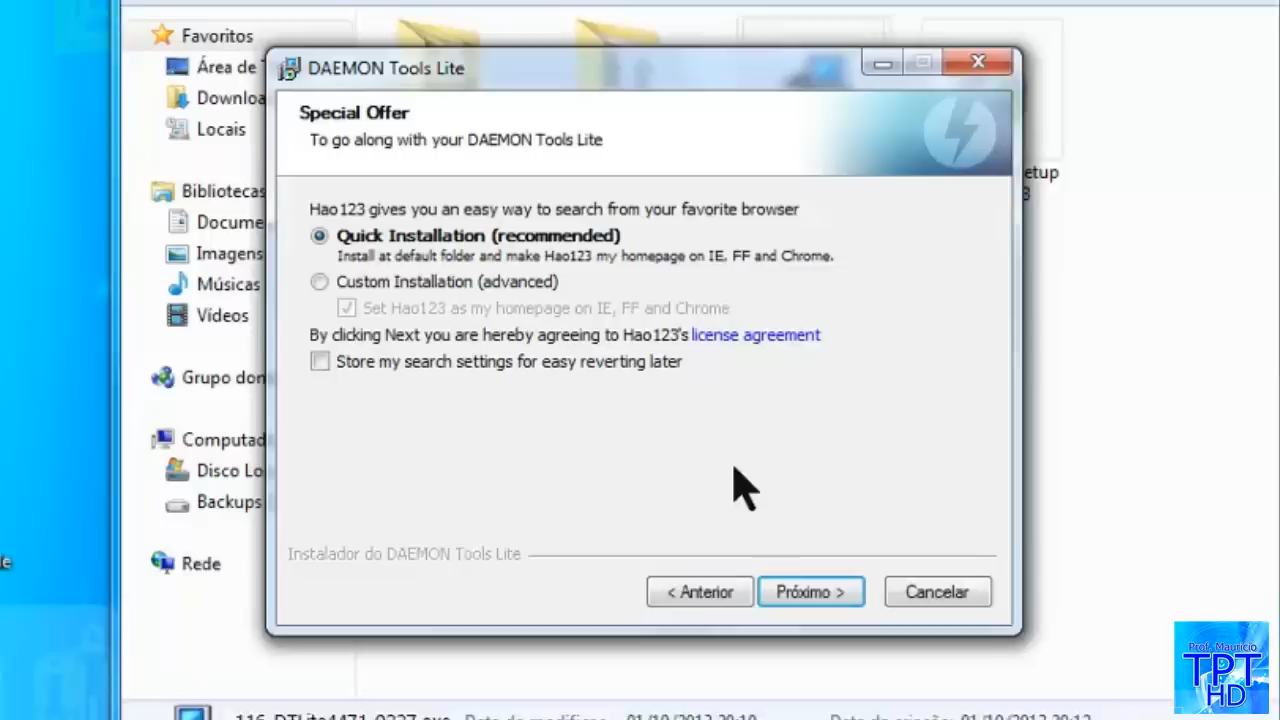 Favoritos
Área de
Downloa
Locais
Bibliotecas
Docume
Imagens
Músicas
Vídeos
Grupo don
Computad
Disco Lo
Backups
Rede
DAEMON Tools Lite
Special Offer
To go along with your DAEMON Tools Lite
Hao123 gives you an easy way to search from your favorite browser
Quick Installation (recommended)
Install at default folder and make Hao123 my homepage on IE, FF and Chrome.
Custom Installation (advanced)
Set Hao123 as my homepage on IE, FF and Chrome
By clicking Next you are hereby agreeing to Hao123's license agreement
Store my search settings for easy reverting later
Instalador do DAEMON Tools Lite
< Anterior
Próximo >
Cancelar
etup
Prof. Maurício
TPT
HD